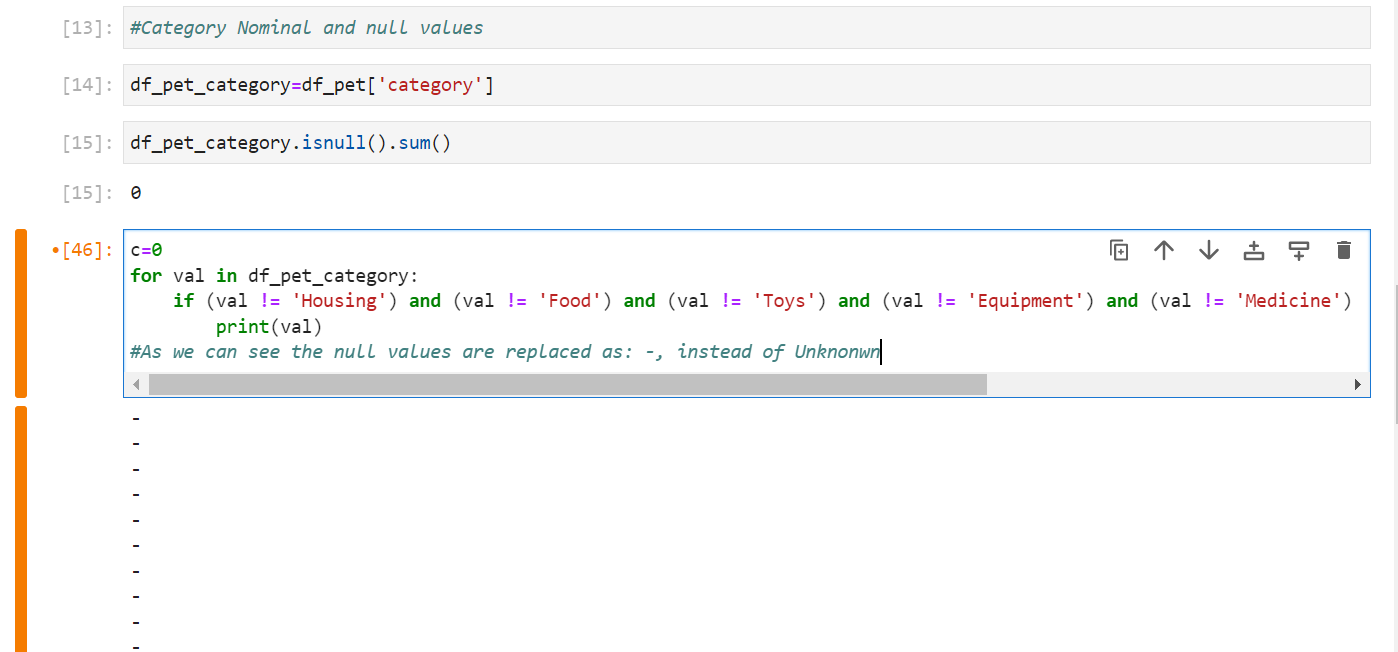 [13]: #Category Nominal and null values
[14]: df_pet_category=df_pet['category']
[15]: df_pet_category.isnull().sum()
[15]: 0
•[46]: c=0
for val in df_pet_category:
    if (val != 'Housing') and (val != 'Food') and (val != 'Toys') and (val != 'Equipment') and (val != 'Medicine')
        print(val)
#As we can see the null values are replaced as: -, instead of Unknonwn
-
-
-
-
-
-
-
-
-
-